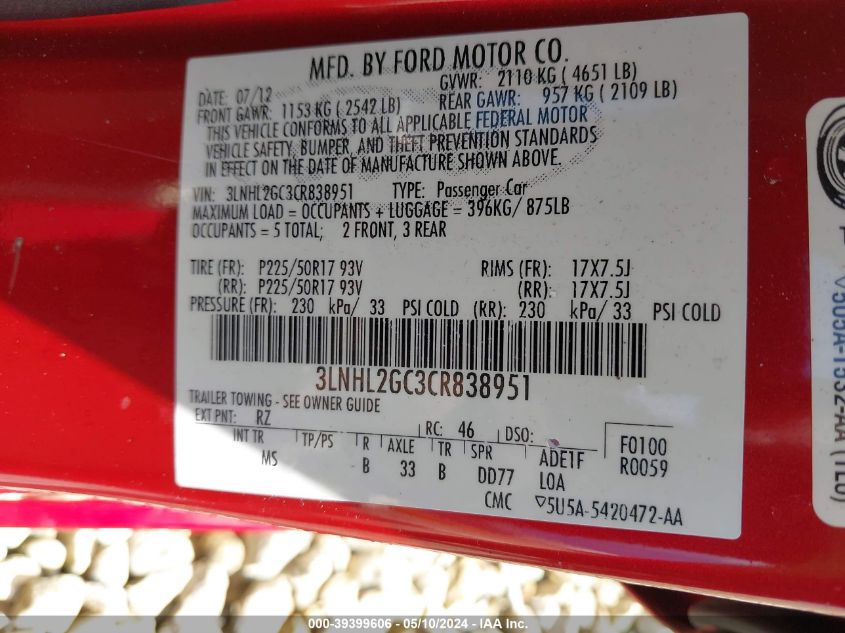 MFD. BY FORD MOTOR CO.
DATE: 07/12 GVWR: 2110 KG ( 4651 LB)
FRONT GAWR: 1153 KG ( 2542 LB) REAR GAWR: 957 KG ( 2109 LB)
THIS VEHICLE CONFORMS TO ALL APPLICABLE FEDERAL MOTOR
VEHICLE SAFETY, BUMPER, AND THEFT PREVENTION STANDARDS
IN EFFECT ON THE DATE OF MANUFACTURE SHOWN ABOVE.
VIN: 3LNHL2GC3CR838951 TYPE: Passenger Car
MAXIMUM LOAD = OCCUPANTS + LUGGAGE = 396KG/ 875LB
OCCUPANTS = 5 TOTAL; 2 FRONT, 3 REAR
TIRE (FR): P225/50R17 93V RIMS (FR): 17X7.5J
(RR): P225/50R17 93V (RR): 17X7.5J
PRESSURE (FR): 230 kPa/ 33 PSI COLD (RR): 230 kPa/ 33 PSI COLD
3LNHL2GC3CR838951
TRAILER TOWING - SEE OWNER GUIDE
EXT PNT: RZ RC: 46 DSO: F0100
INT TR TP/PS R AXLE TR SPR ADE1F R0059
MS B 33 B DD77 LOA
CMC 5U5A-5420472-AA
5U5A-1532-AA (TLU)
000-39399606 - 05/10/2024 - IAA Inc.